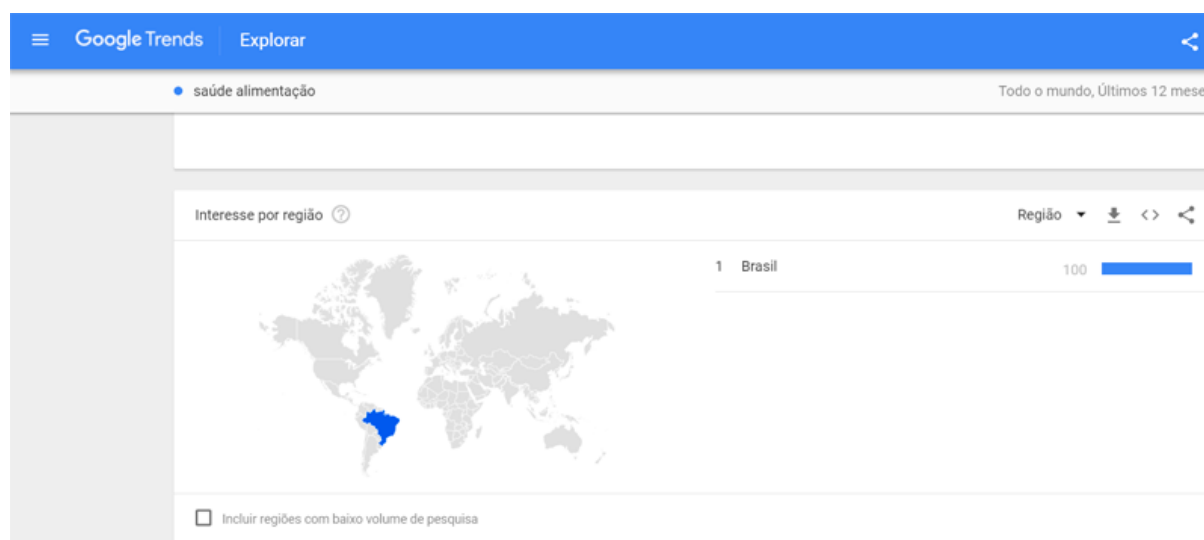 Google Trends Explorar
saúde alimentação Todo o mundo, Últimos 12 mese
Interesse por região ? Região <>
1 Brasil 100
Incluir regiões com baixo volume de pesquisa